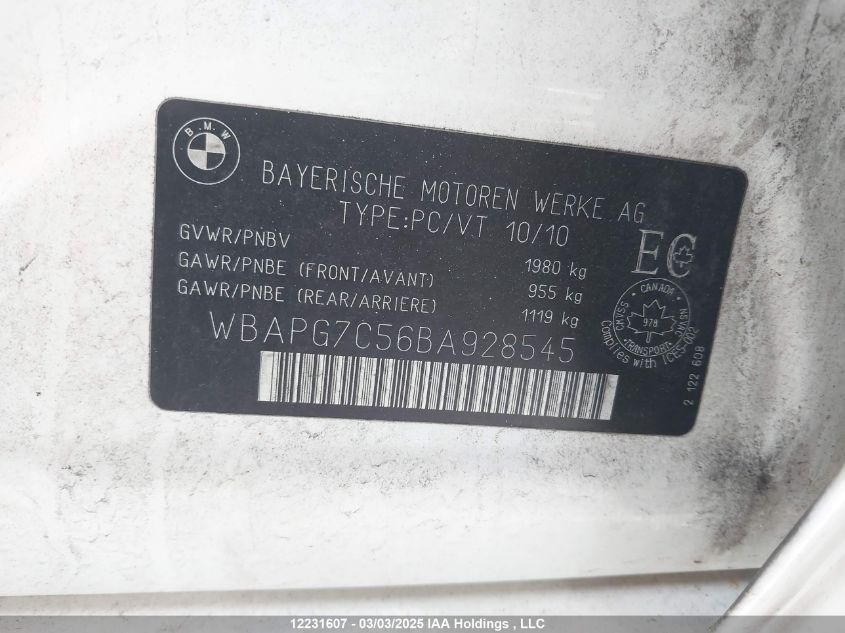 B.M.W
BAYERISCHE MOTOREN WERKE AG
TYPE:PC/VT 10/10
GVWR/PNBV 1980 kg
GAWR/PNBE (FRONT/AVANT) 955 kg
GAWR/PNBE (REAR/ARRIERE) 1119 kg
WBAPG7C56BA928545
EC
CANADA
CMVSS
NSVAC
978
TRANSPORT
Complies with ICES-002
2 122 608
12231607 - 03/03/2025 IAA Holdings , LLC